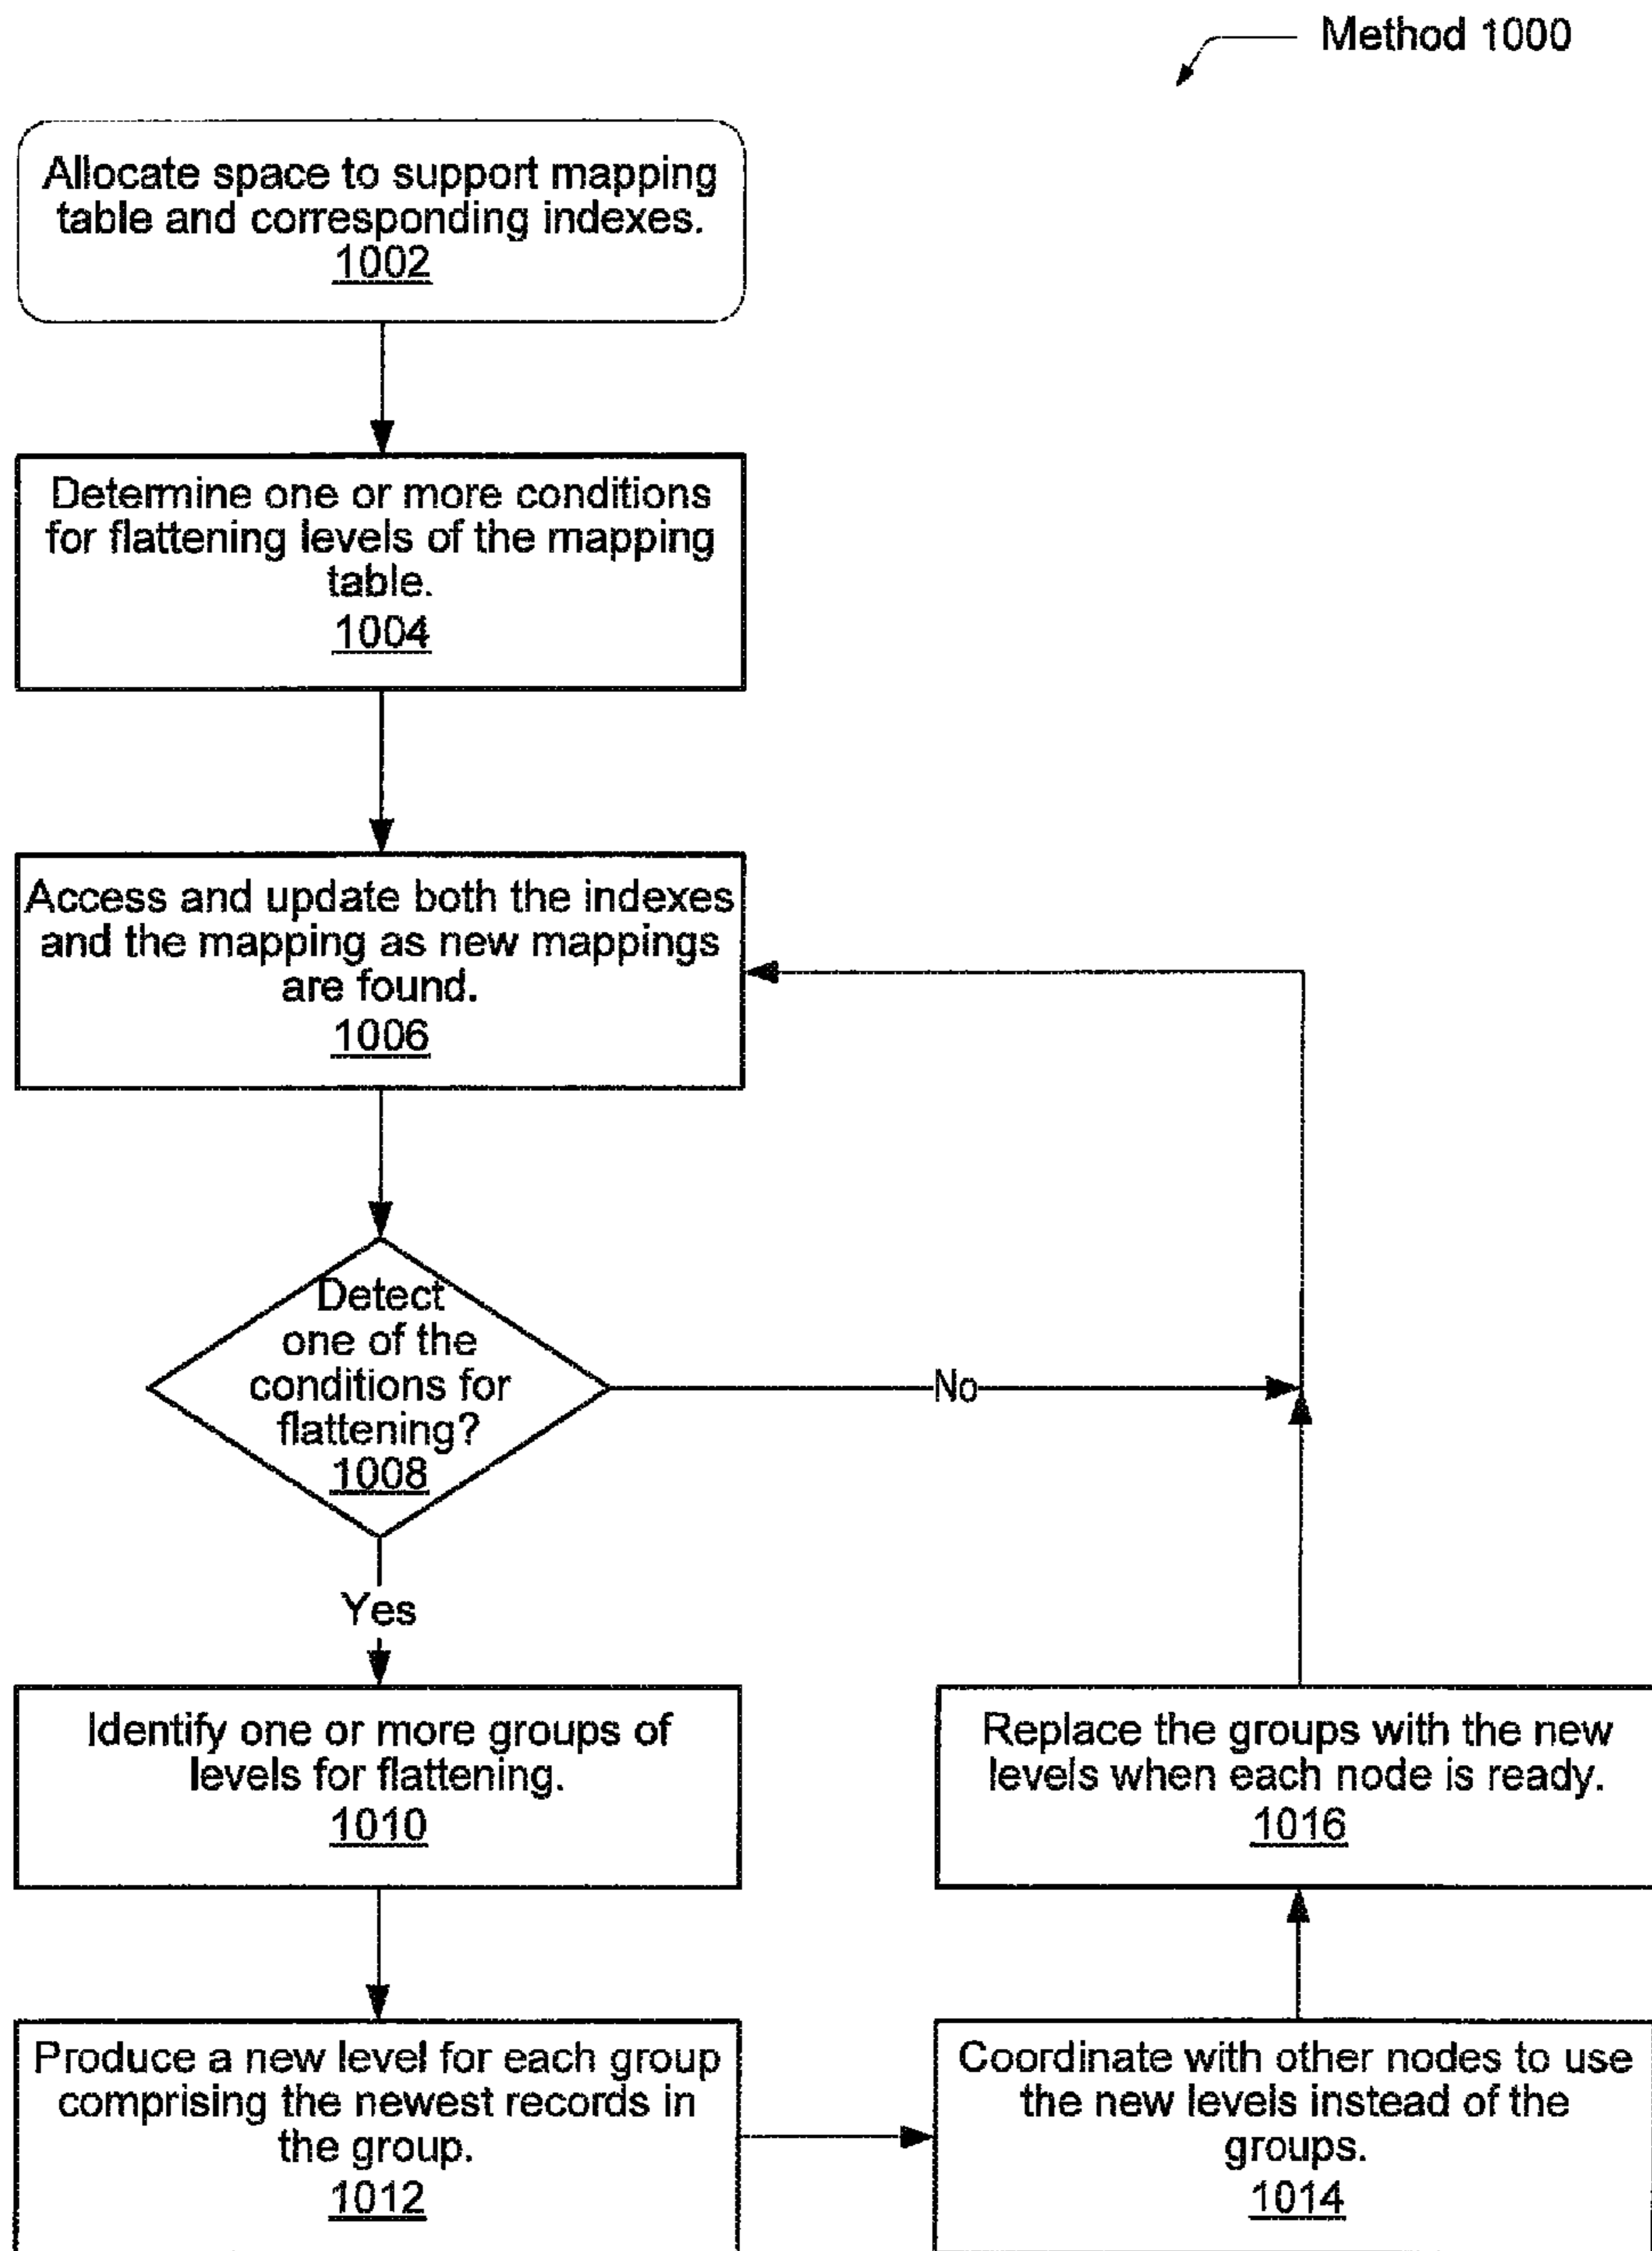 Method 1000
Allocate space to support mapping
table and corresponding indexes.
1002
Determine one or more conditions
for flattening levels of the mapping
table.
1004
Access and update both the indexes
and the mapping as new mappings
are found.
1006
Detect
one of the
conditions for
flattening?
1008
No
Yes
Identify one or more groups of
levels for flattening.
1010
Replace the groups with the new
levels when each node is ready.
1016
Produce a new level for each group
comprising the newest records in
the group.
1012
Coordinate with other nodes to use
the new levels instead of the
groups.
1014